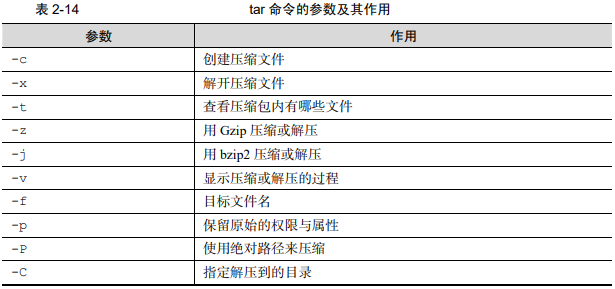 表 2-14 tar 命令的参数及其作用
参数 作用
-c 创建压缩文件
-x 解开压缩文件
-t 查看压缩包内有哪些文件
-z 用 Gzip 压缩或解压
-j 用 bzip2 压缩或解压
-v 显示压缩或解压的过程
-f 目标文件名
-p 保留原始的权限与属性
-P 使用绝对路径来压缩
-C 指定解压到的目录